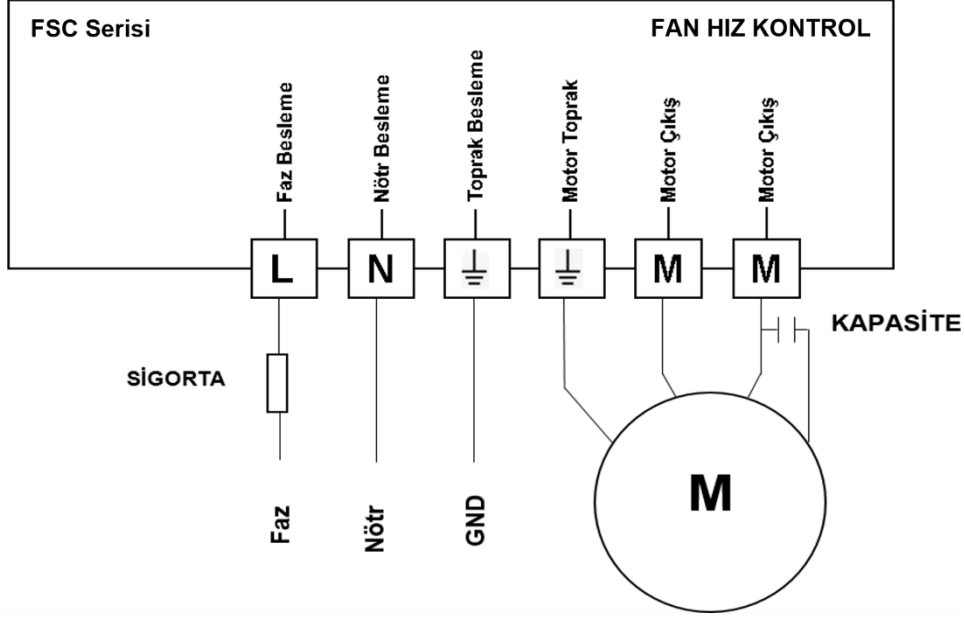 FSC Serisi
FAN HIZ KONTROL
Faz Besleme
Nötr Besleme
Toprak Besleme
Motor Toprak
Motor Çıkış
Motor Çıkış
L
N
M
M
KAPASİTE
SİGORTA
Faz
Nötr
GND
M